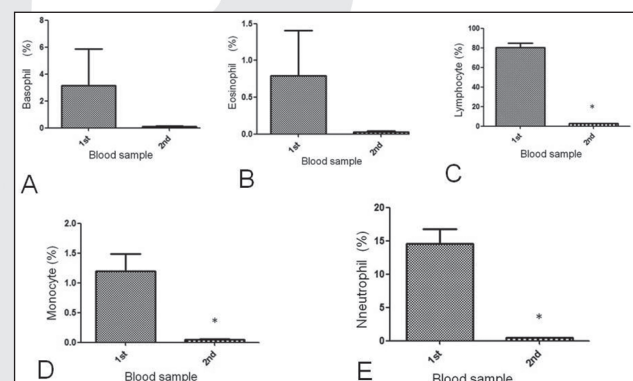 Basophil (%)
8
6
4
2
0
1st
2nd
Blood sample
A
Eosinophil (%)
1.5
1.0
0.5
0.0
1st
2nd
Blood sample
B
Lymphocyte (%)
100
80
60
40
20
0
*
1st
2nd
Blood sample
C
Monocyte (%)
2.0
1.5
1.0
0.5
0.0
*
1st
2nd
Blood sample
D
Nneutrophil (%)
20
15
10
5
0
*
1st
2nd
Blood sample
E